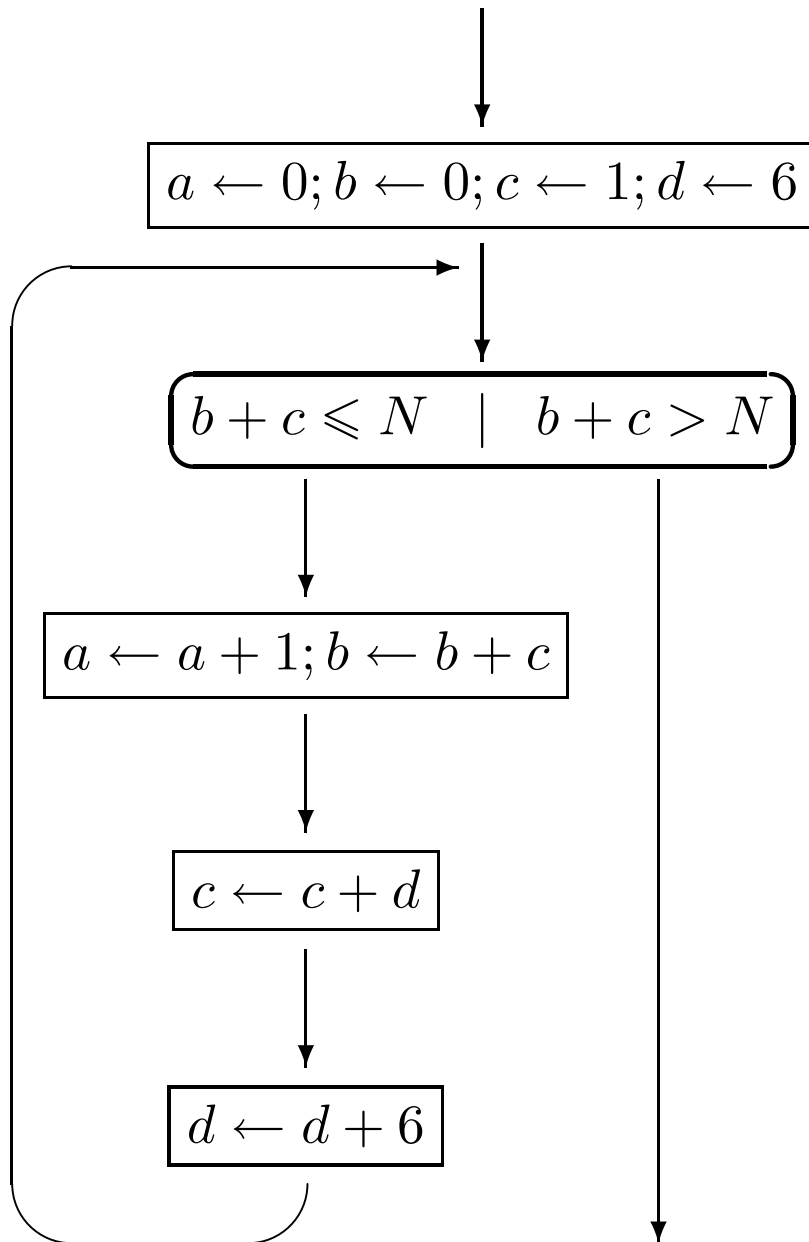 a ← 0; b ← 0; c ← 1; d ← 6
b + c ⩽ N | b + c > N
a ← a + 1; b ← b + c
c ← c + d
d ← d + 6